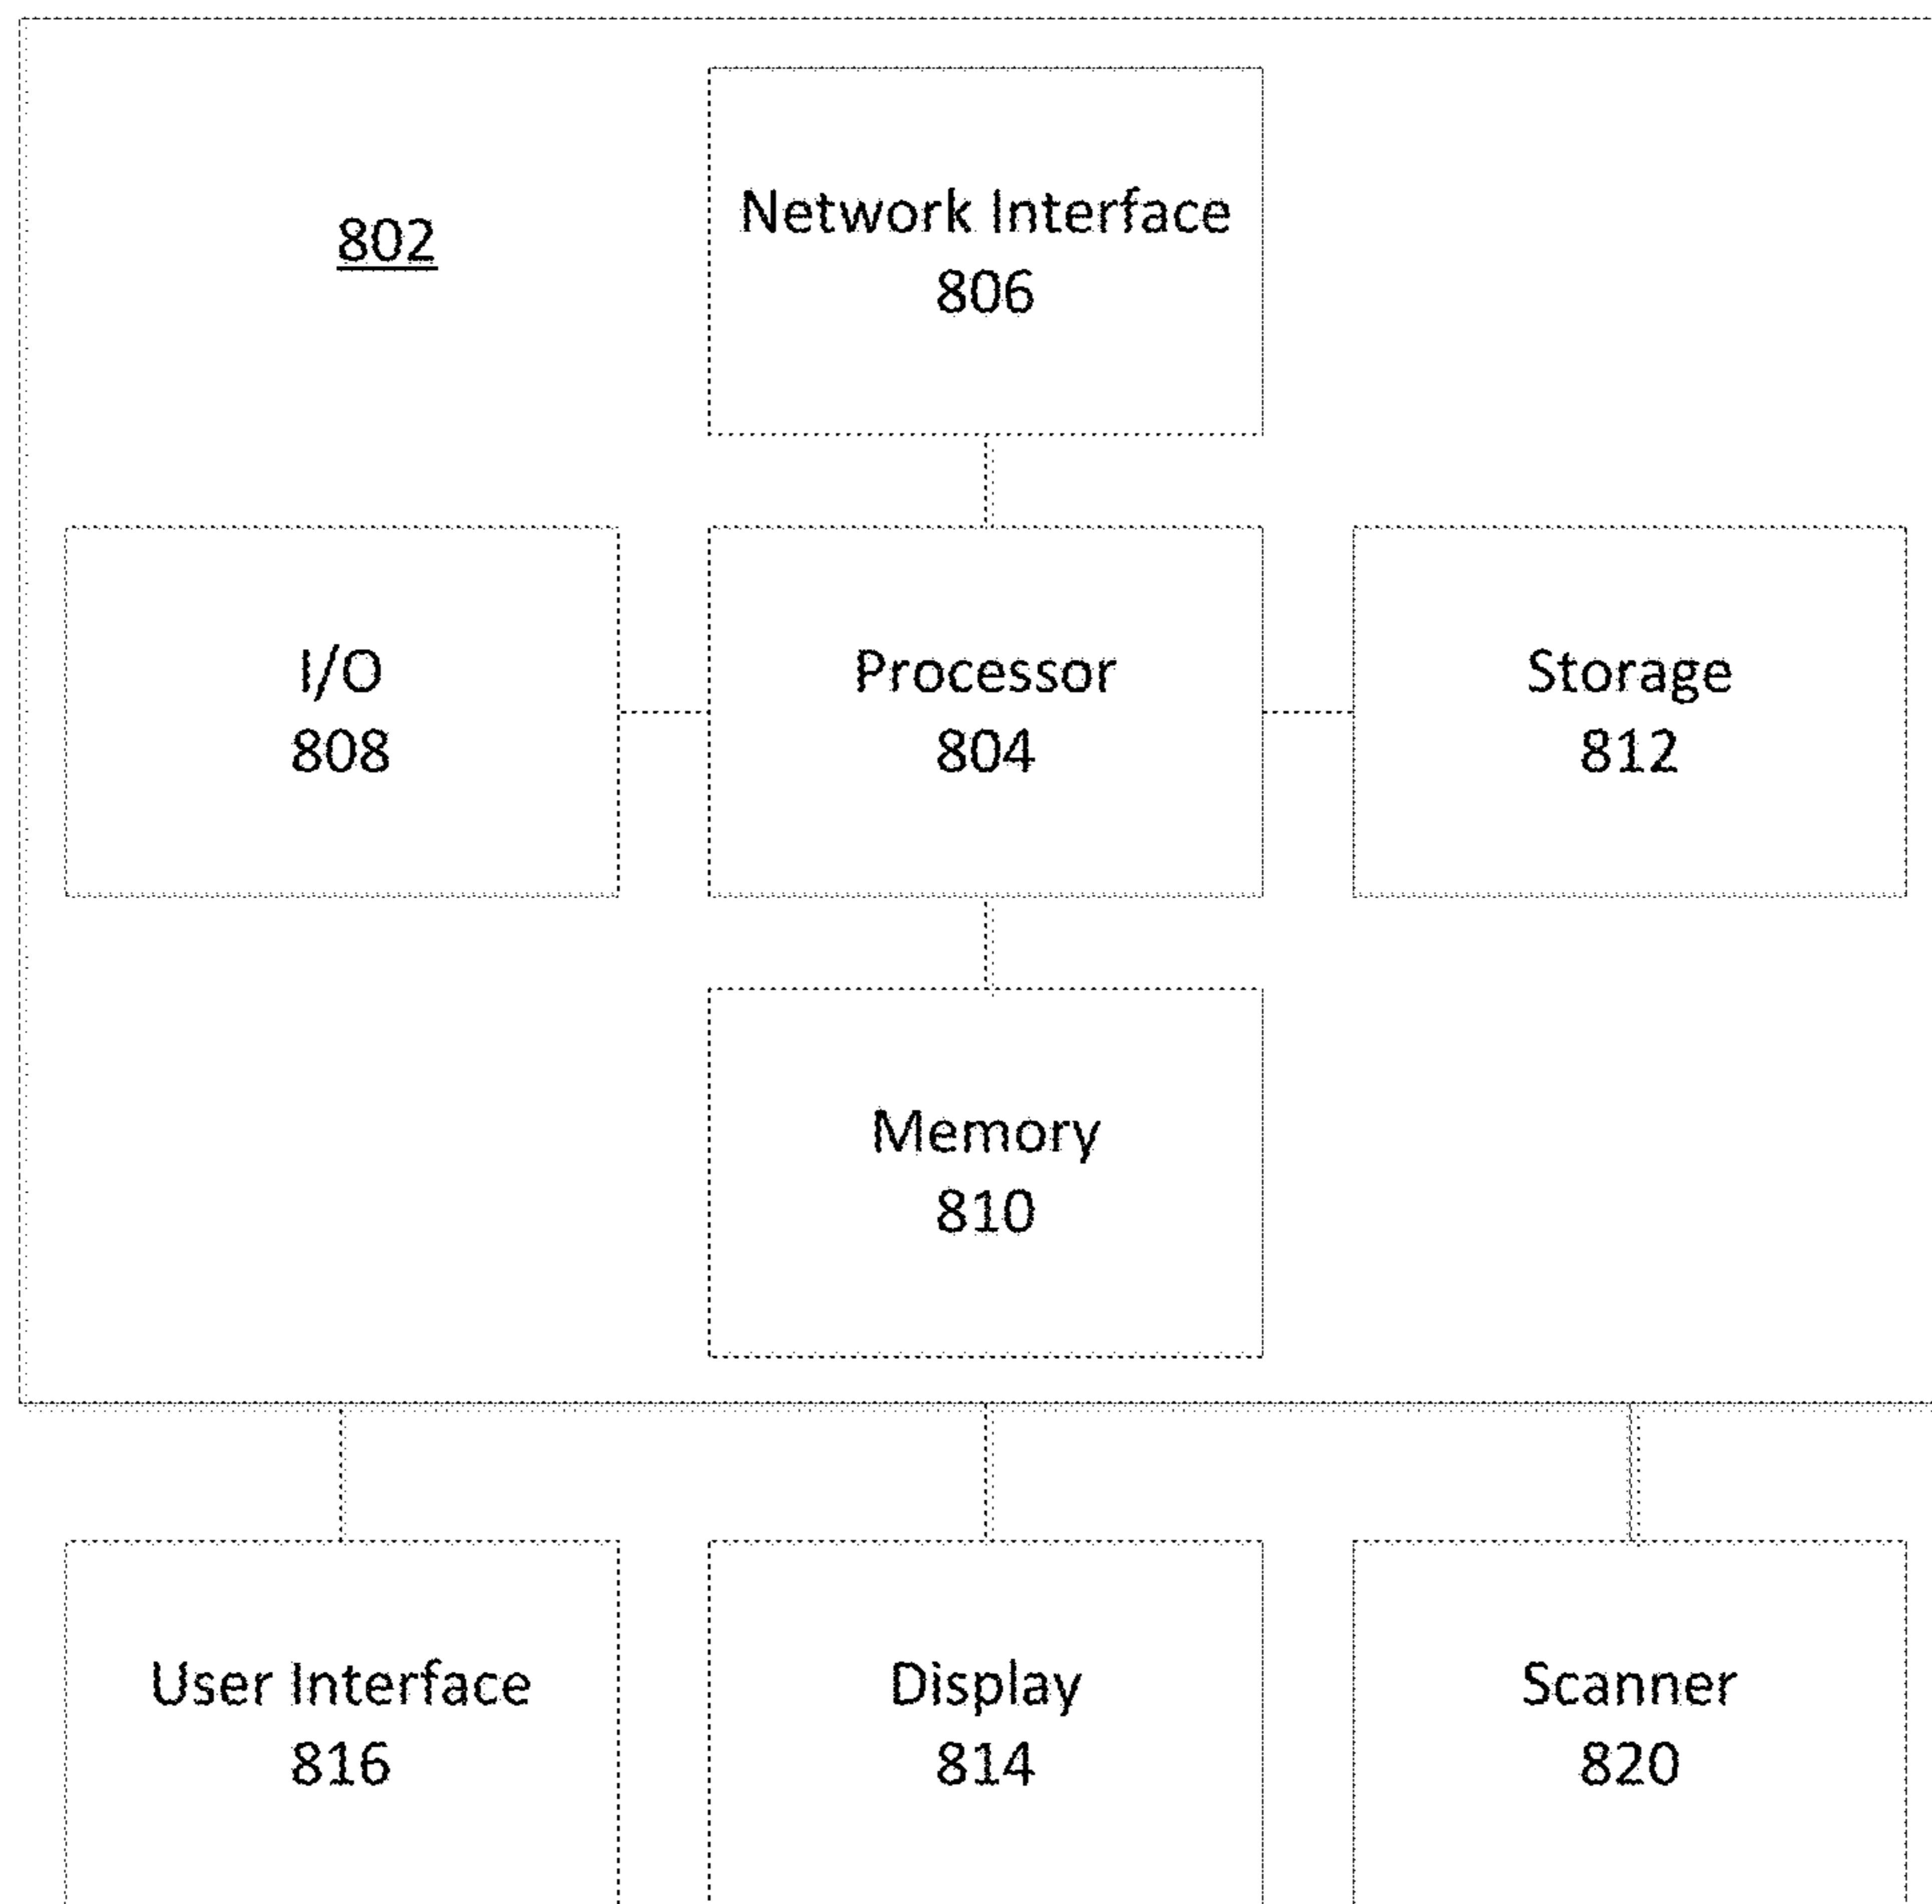 802
Network Interface
806
I/O
808
Processor
804
Storage
812
Memory
810
User Interface
816
Display
814
Scanner
820